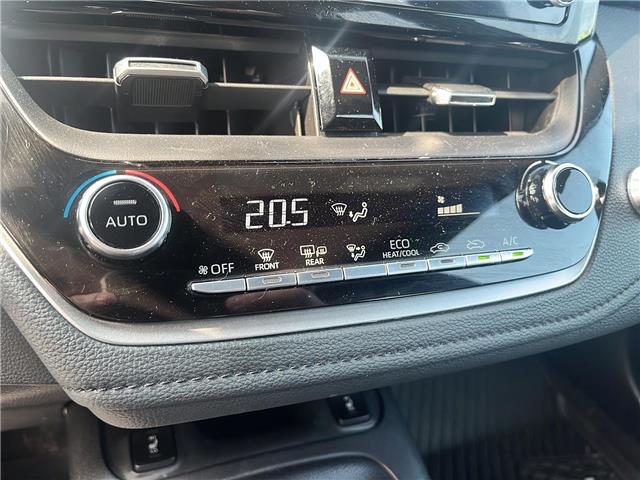 AUTO
20.5
OFF
FRONT
REAR
ECO
HEAT/COOL
A/C